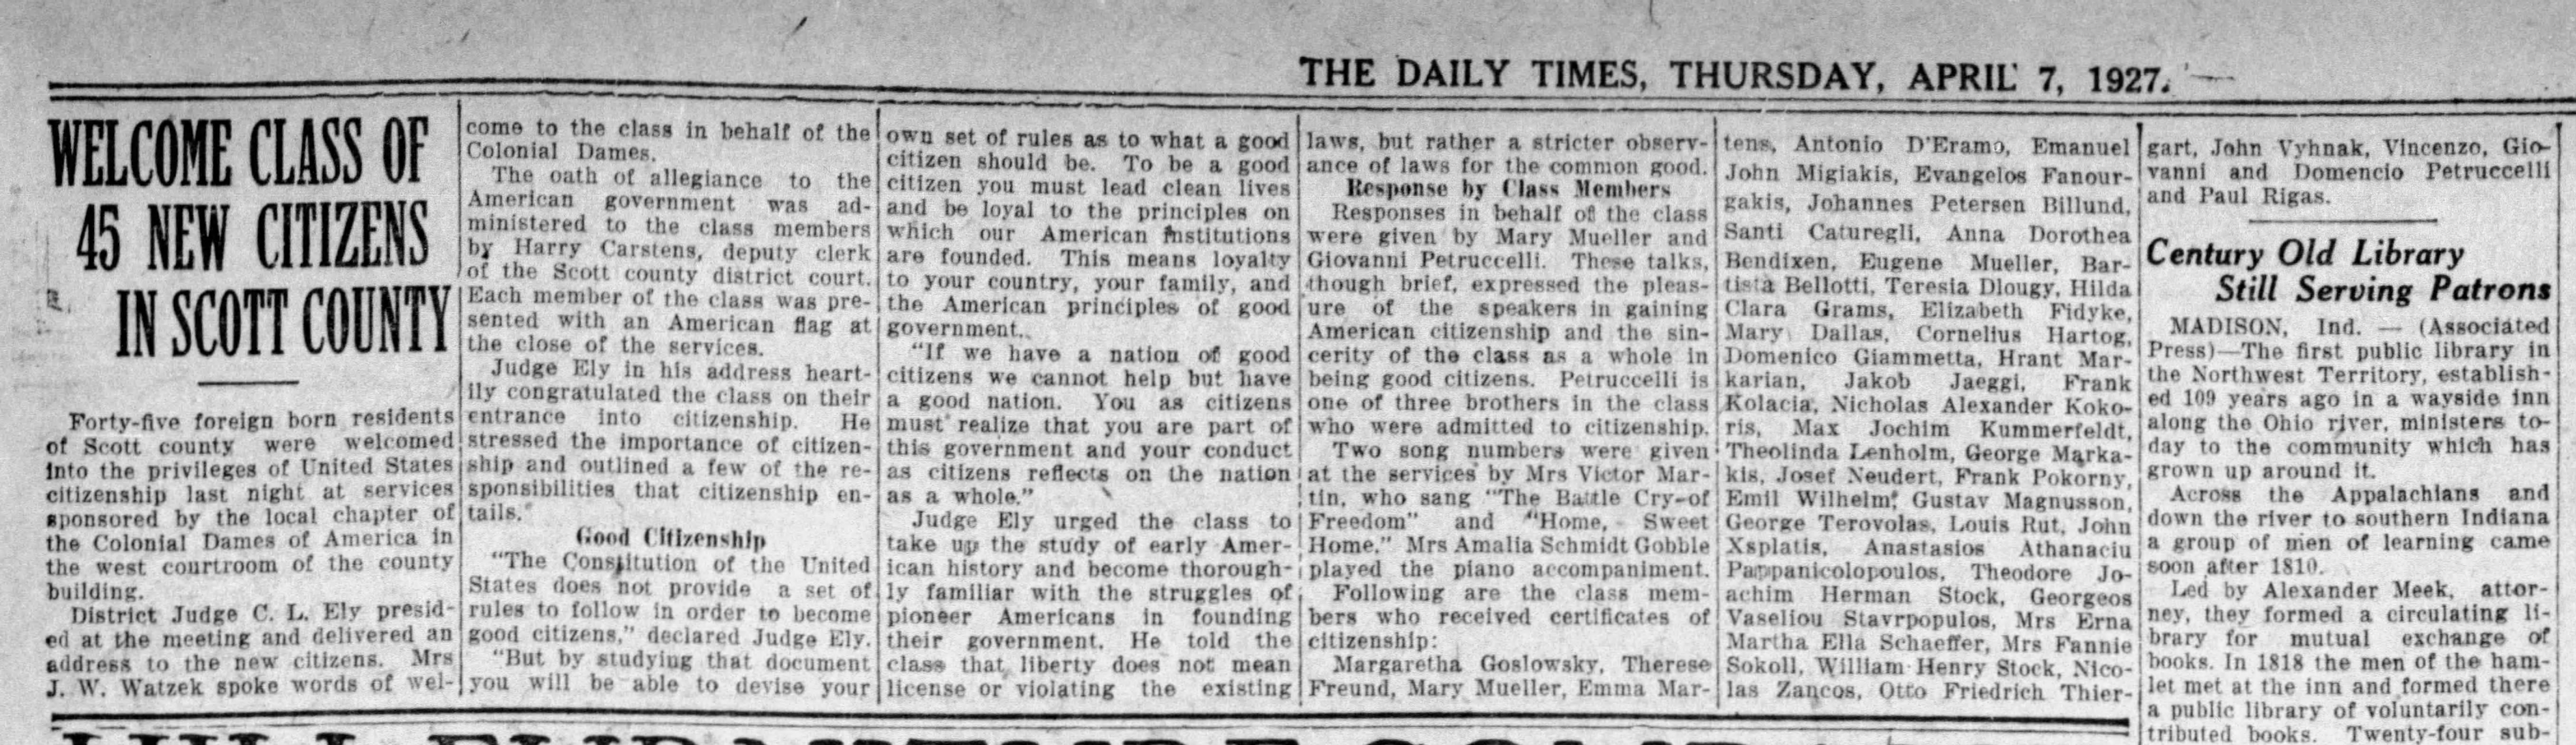 THE DAILY TIMES, THURSDAY, APRIL 7, 1927.
WELCOME CLASS OF
45 NEW CITIZENS
IN SCOTT COUNTY
Forty-five foreign born residents
of Scott county were welcomed
into the privileges of United States
citizenship last night at services
sponsored by the local chapter of
the Colonial Dames of America in
the west courtroom of the county
building.
District Judge C. L. Ely presid-
ed at the meeting and delivered an
address to the new citizens. Mrs
J. W. Watzek spoke words of wel-
come to the class in behalf of the
Colonial Dames.
The oath of allegiance to the
American government was ad-
ministered to the class members
by Harry Carstens, deputy clerk
of the Scott county district court.
Each member of the class was pre-
sented with an American flag at
the close of the services.
Judge Ely in his address heart-
ily congratulated the class on their
entrance into citizenship. He
stressed the importance of citizen-
ship and outlined a few of the re-
sponsibilities that citizenship en-
tails.
Good Citizenship
"The Constitution of the United
States does not provide a set of
rules to follow in order to become
good citizens," declared Judge Ely.
"But by studying that document
you will be able to devise your
own set of rules as to what a good
citizen should be. To be a good
citizen you must lead clean lives
and be loyal to the principles on
which our American institutions
are founded. This means loyalty
to your country, your family, and
the American principles of good
government.
"If we have a nation of good
citizens we cannot help but have
a good nation. You as citizens
must realize that you are part of
this government and your conduct
as citizens reflects on the nation
as a whole."
Judge Ely urged the class to
take up the study of early Amer-
ican history and become thorough-
ly familiar with the struggles of
pioneer Americans in founding
their government. He told the
class that liberty does not mean
license or violating the existing
laws, but rather a stricter observ-
ance of laws for the common good.
Response by Class Members
Responses in behalf of the class
were given by Mary Mueller and
Giovanni Petruccelli. These talks,
though brief, expressed the pleas-
ure of the speakers in gaining
American citizenship and the sin-
cerity of the class as a whole in
being good citizens. Petruccelli is
one of three brothers in the class
who were admitted to citizenship.
Two song numbers were given
at the services by Mrs Victor Mar-
tin, who sang "The Battle Cry of
Freedom" and "Home, Sweet
Home." Mrs Amalia Schmidt Gobble
played the piano accompaniment.
Following are the class mem-
bers who received certificates of
citizenship:
Margaretha Goslowsky, Therese
Freund, Mary Mueller, Emma Mar-
tens, Antonio D'Eramo, Emanuel
John Migiakis, Evangelos Fanour-
gakis, Johannes Petersen Billund,
Santi Caturegli, Anna Dorothea
Bendixen, Eugene Mueller, Bar-
tista Bellotti, Teresia Dlougy, Hilda
Clara Grams, Elizabeth Fidyke,
Mary Dallas, Cornelius Hartog,
Domenico Giammetta, Hrant Mar-
karian, Jakob Jaeggi, Frank
Kolacia, Nicholas Alexander Koko-
ris, Max Jochim Kummerfeldt,
Theolinda Lenholm, George Marka-
kis, Josef Neudert, Frank Pokorny,
Emil Wilhelm, Gustav Magnusson,
George Terovolas, Louis Rut, John
Xsplatis, Anastasios Athanaciu
Pappanicolopoulos, Theodore Jo-
achim Herman Stock, Georgeos
Vaseliou Stavrpopulos, Mrs Erna
Martha Ella Schaeffer, Mrs Fannie
Sokoll, William Henry Stock, Nico-
las Zancos, Otto Friedrich Thier-
gart, John Vyhnak, Vincenzo, Gio-
vanni and Domencio Petruccelli
and Paul Rigas.
Century Old Library
Still Serving Patrons
MADISON, Ind. — (Associated
Press)—The first public library in
the Northwest Territory, establish-
ed 109 years ago in a wayside inn
along the Ohio river, ministers to-
day to the community which has
grown up around it.
Across the Appalachians and
down the river to southern Indiana
a group of men of learning came
soon after 1810.
Led by Alexander Meek, attor-
ney, they formed a circulating li-
brary for mutual exchange of
books. In 1818 the men of the ham-
let met at the inn and formed there
a public library of voluntarily con-
tributed books. Twenty-four sub-